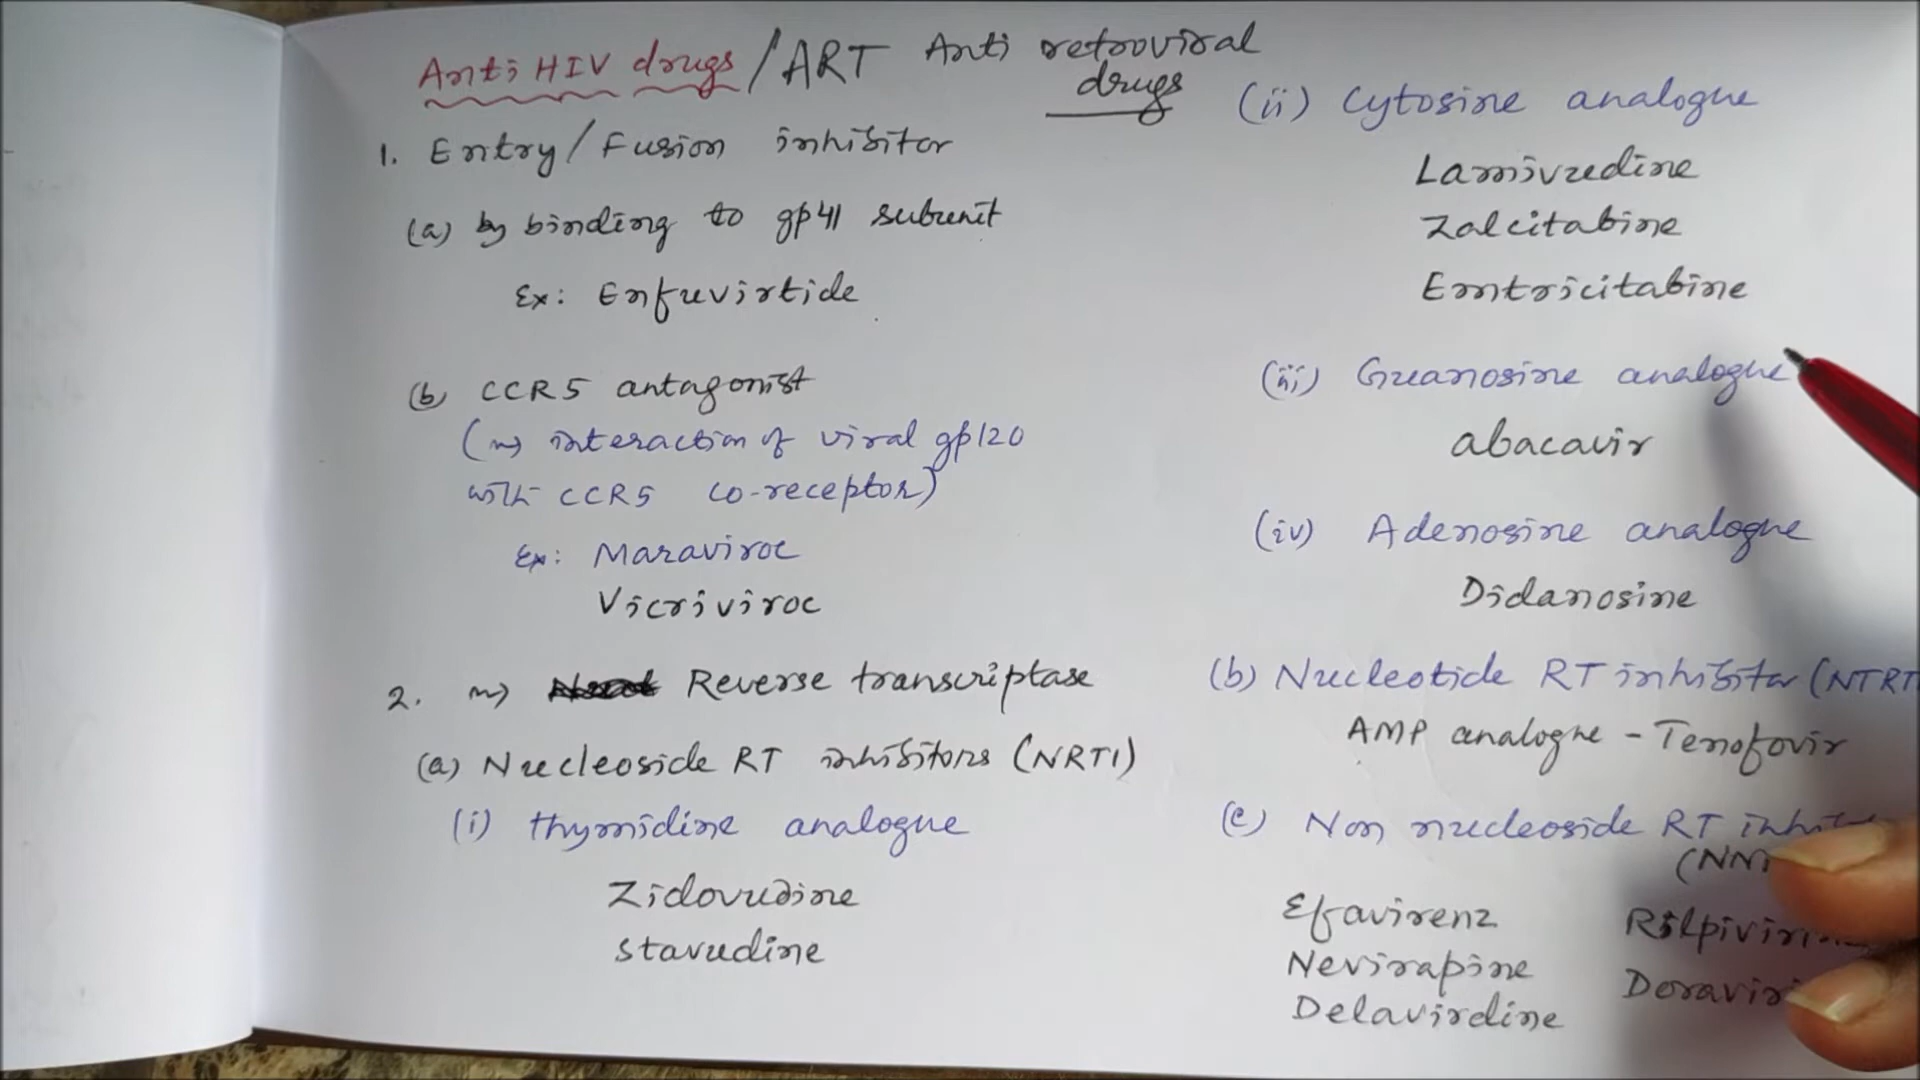 Anti HIV drugs / ART Anti retroviral
drugs
1. Entry / Fusion inhibitor
(a) by binding to gp41 subunit
Ex: Enfuvirtide
(b) CCR5 antagonist
( interaction of viral gp120
with CCR5 co-receptor)
Ex: Maraviroc
Vicriviroc
2. Reverse transcriptase
(a) Nucleoside RT inhibitors (NRTI)
(i) thymidine analogue
Zidovudine
stavudine
(ii) Cytosine analogue
Lamivudine
Zalcitabine
Emtricitabine
(iii) Guanosine analogue
abacavir
(iv) Adenosine analogue
Didanosine
(b) Nucleotide RT inhibitor (NTRT
AMP analogue - Tenofovir
(c) Non nucleoside RT
Efavirenz
Nevirapine
Delavirdine